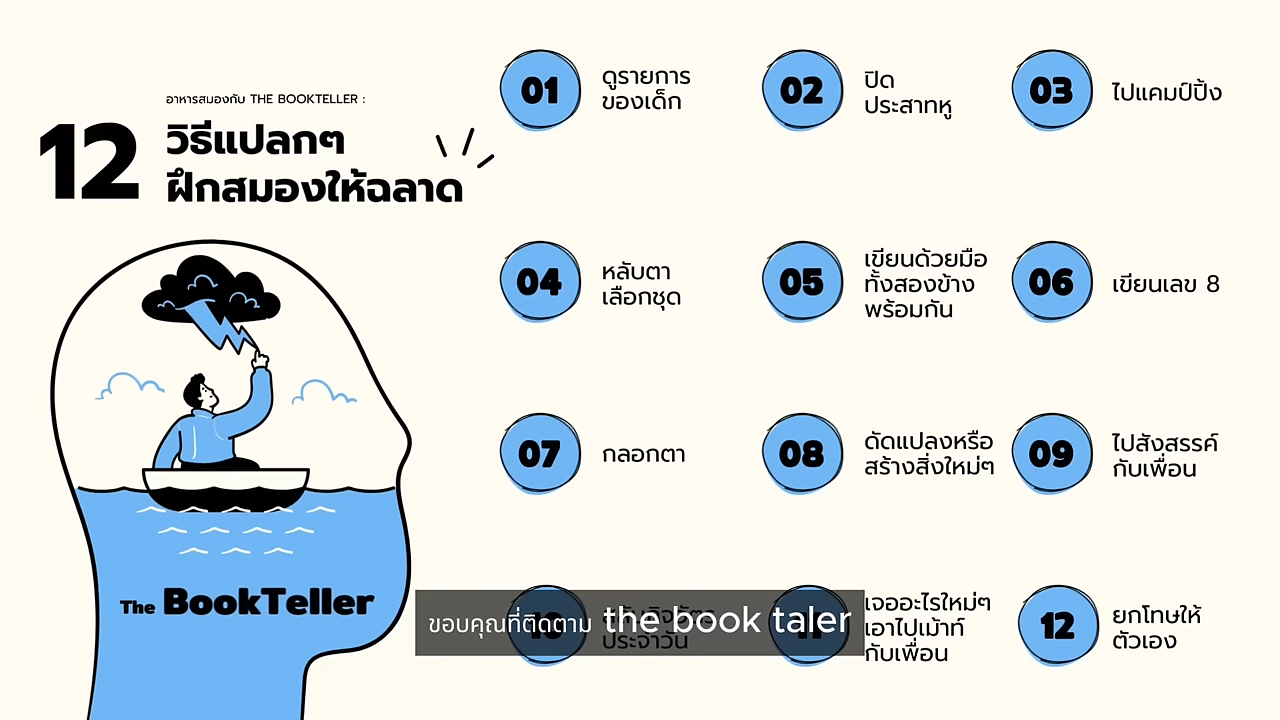 อาหารสมองกับ THE BOOKTELLER :
12
วิธีแปลกๆ
ฝึกสมองให้ฉลาด
01
ดูรายการ
ของเด็ก
02
ปิด
ประสาทหู
03
ไปแคมป์ปิ้ง
04
หลับตา
เลือกชุด
05
เขียนด้วยมือ
ทั้งสองข้าง
พร้อมกัน
06
เขียนเลข 8
07
กลอกตา
08
ดัดแปลงหรือ
สร้างสิ่งใหม่ๆ
09
ไปสังสรรค์
กับเพื่อน
10
ประจำวัน
11
เจออะไรใหม่ๆ
เอาไปเม้าท์
กับเพื่อน
12
ยกโทษให้
ตัวเอง
The BookTeller
ขอบคุณที่ติดตาม the book taler